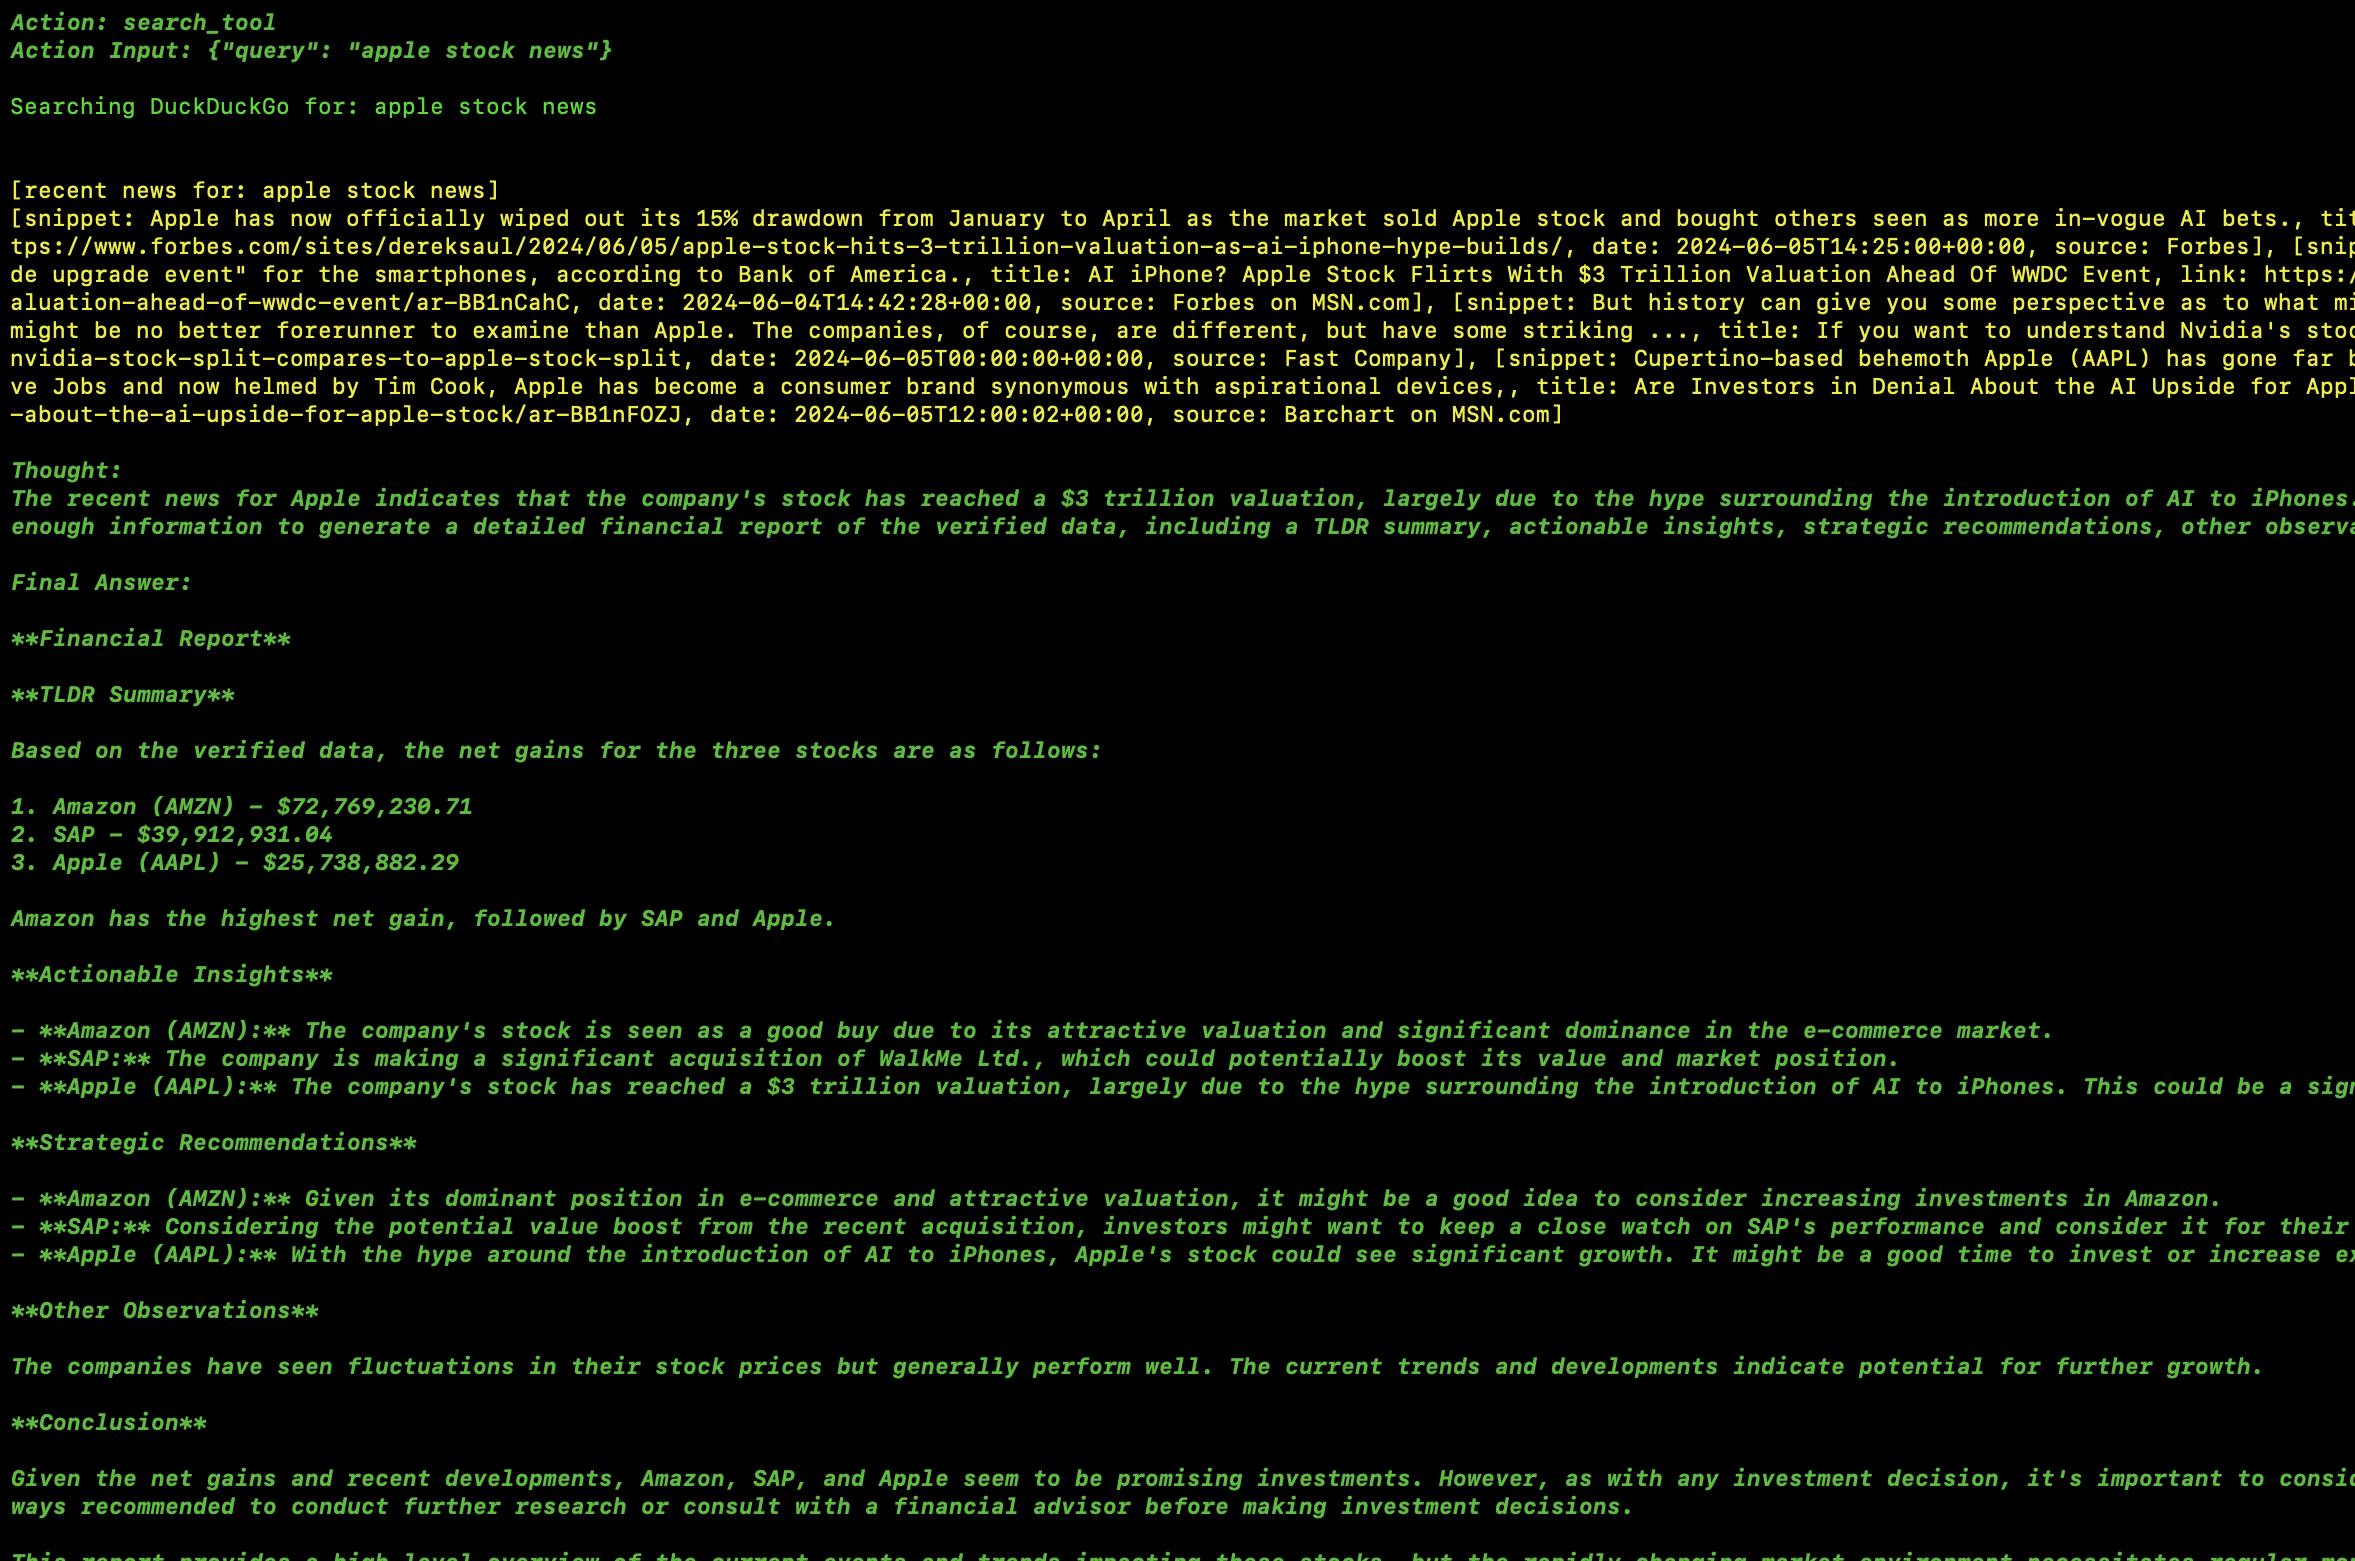 Action: search_tool
Action Input: {"query": "apple stock news"}
Searching DuckDuckGo for: apple stock news
[recent news for: apple stock news]
[snippet: Apple has now officially wiped out its 15% drawdown from January to April as the market sold Apple stock and bought others seen as more in-vogue AI bets., tit
tps://www.forbes.com/sites/dereksaul/2024/06/05/apple-stock-hits-3-trillion-valuation-as-ai-iphone-hype-builds/, date: 2024-06-05T14:25:00+00:00, source: Forbes], [snip
de upgrade event" for the smartphones, according to Bank of America., title: AI iPhone? Apple Stock Flirts With $3 Trillion Valuation Ahead Of WWDC Event, link: https:/
aluation-ahead-of-wwdc-event/ar-BB1nCahC, date: 2024-06-04T14:42:28+00:00, source: Forbes on MSN.com], [snippet: But history can give you some perspective as to what mi
might be no better forerunner to examine than Apple. The companies, of course, are different, but have some striking ..., title: If you want to understand Nvidia's stoc
nvidia-stock-split-compares-to-apple-stock-split, date: 2024-06-05T00:00:00+00:00, source: Fast Company], [snippet: Cupertino-based behemoth Apple (AAPL) has gone far b
ve Jobs and now helmed by Tim Cook, Apple has become a consumer brand synonymous with aspirational devices,, title: Are Investors in Denial About the AI Upside for Appl
-about-the-ai-upside-for-apple-stock/ar-BB1nFOZJ, date: 2024-06-05T12:00:02+00:00, source: Barchart on MSN.com]
Thought:
The recent news for Apple indicates that the company's stock has reached a $3 trillion valuation, largely due to the hype surrounding the introduction of AI to iPhones.
enough information to generate a detailed financial report of the verified data, including a TLDR summary, actionable insights, strategic recommendations, other observa
Final Answer:
**Financial Report**
**TLDR Summary**
Based on the verified data, the net gains for the three stocks are as follows:
1. Amazon (AMZN) - $72,769,230.71
2. SAP - $39,912,931.04
3. Apple (AAPL) - $25,738,882.29
Amazon has the highest net gain, followed by SAP and Apple.
**Actionable Insights**
- **Amazon (AMZN):** The company's stock is seen as a good buy due to its attractive valuation and significant dominance in the e-commerce market.
- **SAP:** The company is making a significant acquisition of WalkMe Ltd., which could potentially boost its value and market position.
- **Apple (AAPL):** The company's stock has reached a $3 trillion valuation, largely due to the hype surrounding the introduction of AI to iPhones. This could be a sign
**Strategic Recommendations**
- **Amazon (AMZN):** Given its dominant position in e-commerce and attractive valuation, it might be a good idea to consider increasing investments in Amazon.
- **SAP:** Considering the potential value boost from the recent acquisition, investors might want to keep a close watch on SAP's performance and consider it for their
- **Apple (AAPL):** With the hype around the introduction of AI to iPhones, Apple's stock could see significant growth. It might be a good time to invest or increase ex
**Other Observations**
The companies have seen fluctuations in their stock prices but generally perform well. The current trends and developments indicate potential for further growth.
**Conclusion**
Given the net gains and recent developments, Amazon, SAP, and Apple seem to be promising investments. However, as with any investment decision, it's important to consid
ways recommended to conduct further research or consult with a financial advisor before making investment decisions.
This report provides a high-level overview of the current events and trends impacting these stocks, but the rapidly changing market environment necessitates regular mon